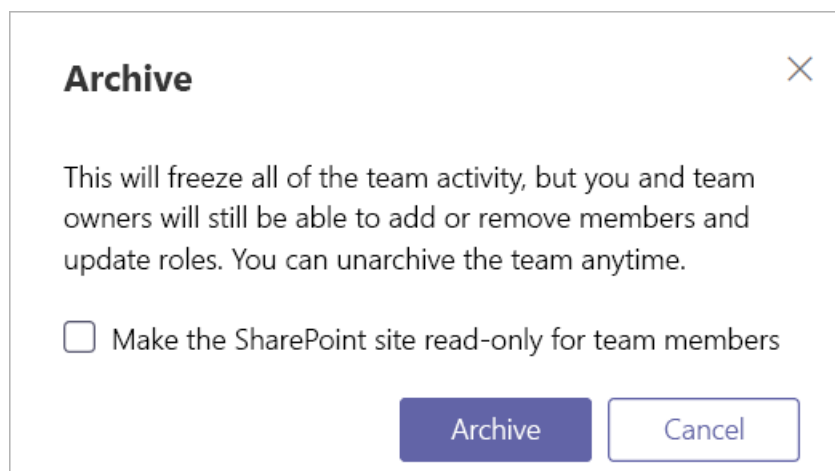 Archive
This will freeze all of the team activity, but you and team
owners will still be able to add or remove members and
update roles. You can unarchive the team anytime.
Make the SharePoint site read-only for team members
Archive
Cancel